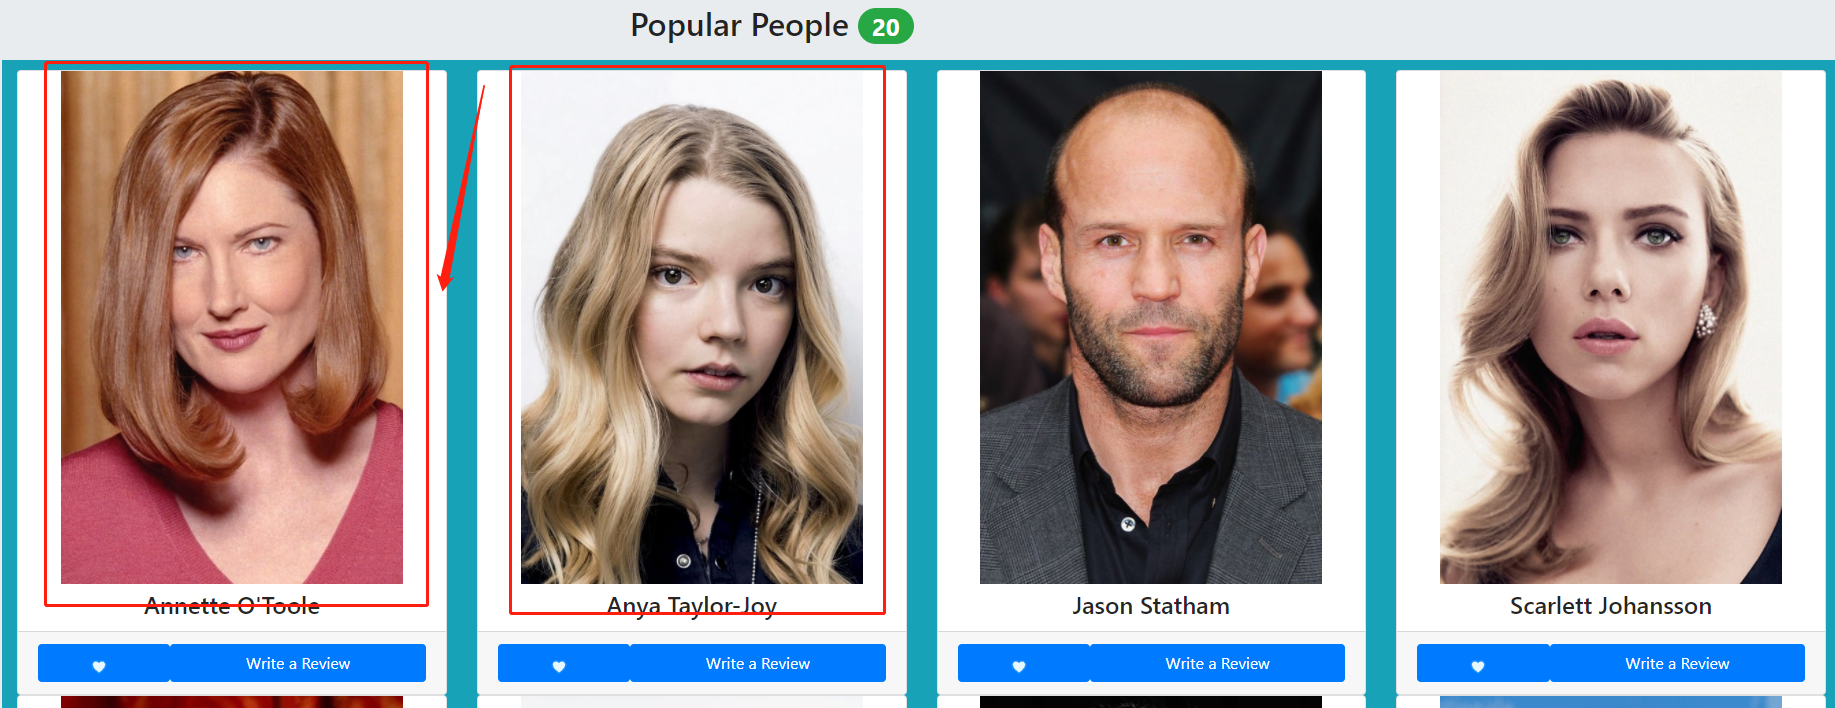 Popular People 20
Annette O'Toole
Anya Taylor-Joy
Jason Statham
Scarlett Johansson
Write a Review
Write a Review
Write a Review
Write a Review